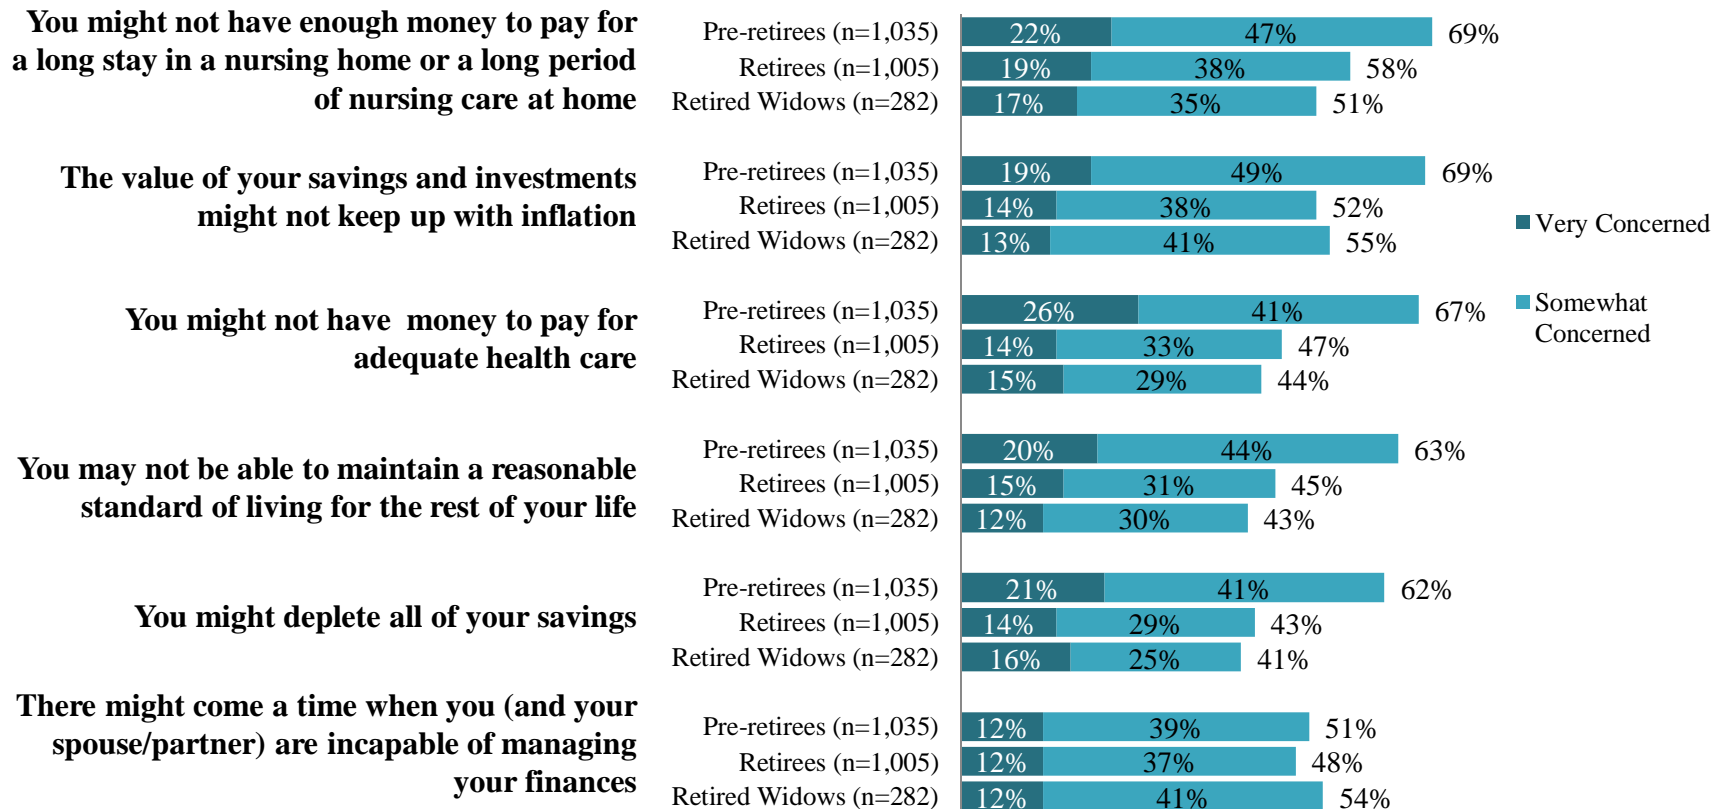 You might not have enough money to pay for
a long stay in a nursing home or a long period
of nursing care at home
Pre-retirees (n=1,035) 22% 47% 69%
Retirees (n=1,005) 19% 38% 58%
Retired Widows (n=282) 17% 35% 51%
The value of your savings and investments
might not keep up with inflation
Pre-retirees (n=1,035) 19% 49% 69%
Retirees (n=1,005) 14% 38% 52%
Retired Widows (n=282) 13% 41% 55%
You might not have  money to pay for
adequate health care
Pre-retirees (n=1,035) 26% 41% 67%
Retirees (n=1,005) 14% 33% 47%
Retired Widows (n=282) 15% 29% 44%
You may not be able to maintain a reasonable
standard of living for the rest of your life
Pre-retirees (n=1,035) 20% 44% 63%
Retirees (n=1,005) 15% 31% 45%
Retired Widows (n=282) 12% 30% 43%
You might deplete all of your savings
Pre-retirees (n=1,035) 21% 41% 62%
Retirees (n=1,005) 14% 29% 43%
Retired Widows (n=282) 16% 25% 41%
There might come a time when you (and your
spouse/partner) are incapable of managing
your finances
Pre-retirees (n=1,035) 12% 39% 51%
Retirees (n=1,005) 12% 37% 48%
Retired Widows (n=282) 12% 41% 54%
Very Concerned
Somewhat
Concerned